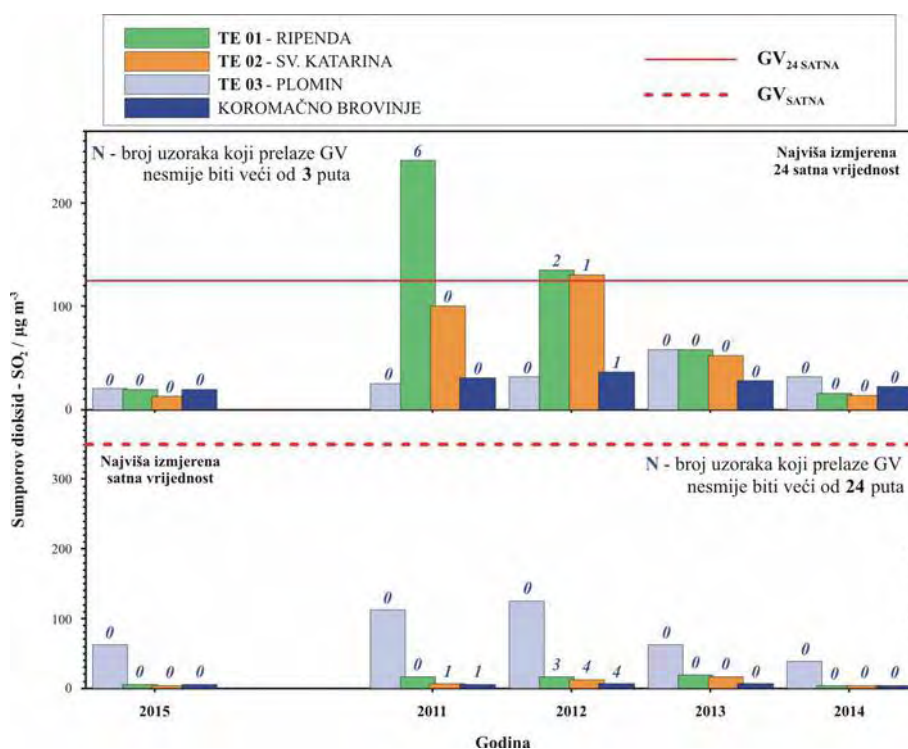 TE 01 - RIPENDA
TE 02 - SV. KATARINA
TE 03 - PLOMIN
KOROMAČNO BROVINJE
GV24 SATNA
GVSATNA
N - broj uzoraka koji prelaze GV
nesmije biti veći od 3 puta
Najviša izmjerena
24 satna vrijednost
Sumporov dioksid - SO2 / µg m-3
200
100
0
0 0 0 0
0 6 0 0
0 2 1 1
0 0 0 0
0 0 0 0
Najviša izmjerena
satna vrijednost
N - broj uzoraka koji prelaze GV
nesmije biti veći od 24 puta
300
100
0
0 0 0 0
0 0 1 1
0 3 4 4
0 0 0 0
0 0 0 0
2015 2011 2012 2013 2014
Godina